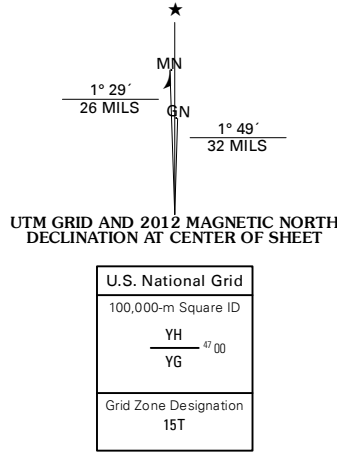 ★
MN
1° 29´
26 MILS
GN
1° 49´
32 MILS
UTM GRID AND 2012 MAGNETIC NORTH
DECLINATION AT CENTER OF SHEET
U.S. National Grid
100,000-m Square ID
YH
47 00
YG
Grid Zone Designation
15T